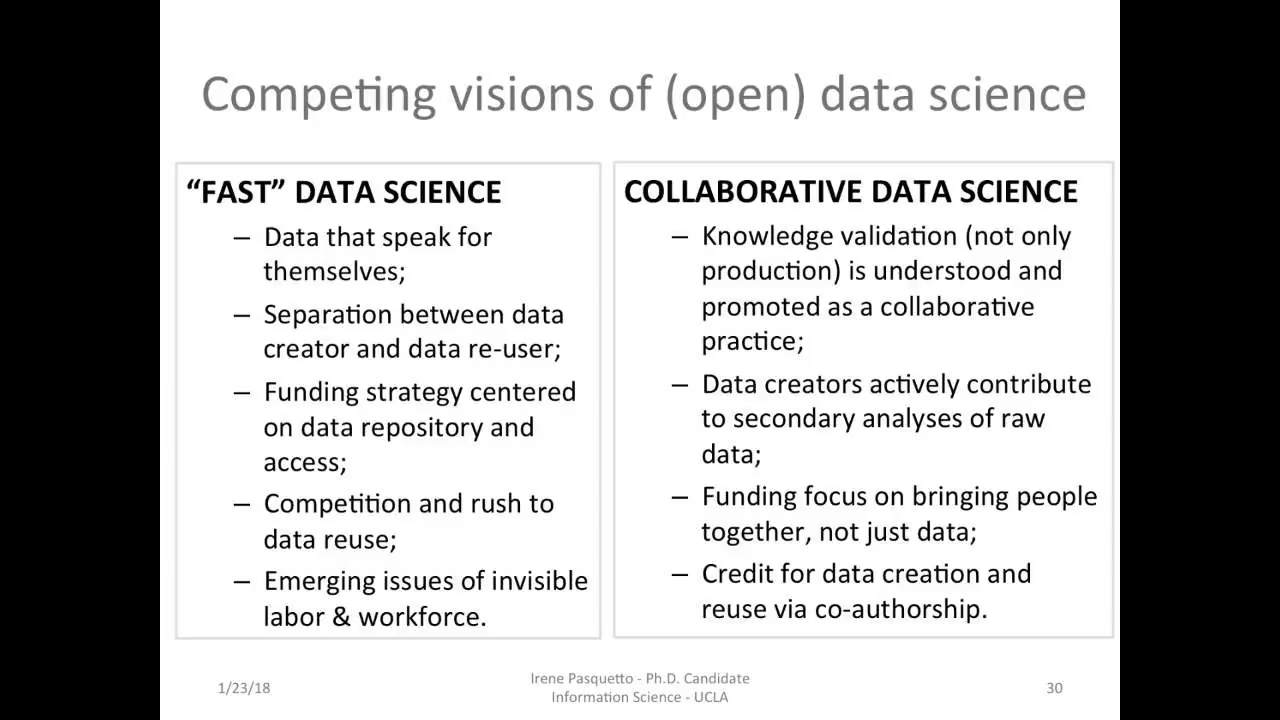 Competing visions of (open) data science
“FAST” DATA SCIENCE
– Data that speak for
themselves;
– Separation between data
creator and data re-user;
– Funding strategy centered
on data repository and
access;
– Competition and rush to
data reuse;
– Emerging issues of invisible
labor & workforce.
COLLABORATIVE DATA SCIENCE
– Knowledge validation (not only
production) is understood and
promoted as a collaborative
practice;
– Data creators actively contribute
to secondary analyses of raw
data;
– Funding focus on bringing people
together, not just data;
– Credit for data creation and
reuse via co-authorship.
1/23/18
Irene Pasquetto - Ph.D. Candidate
Information Science - UCLA
30